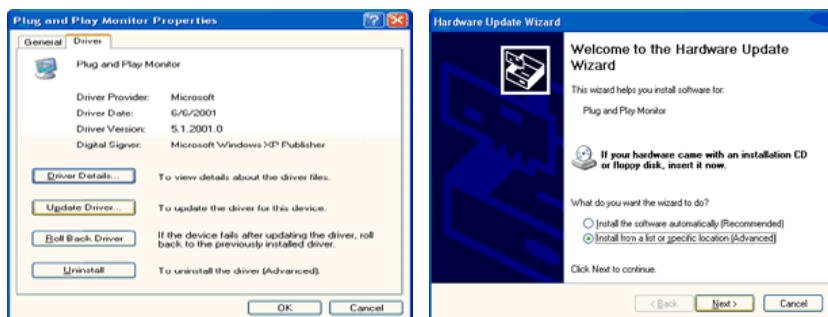 Plug and Play Monitor Properties
General
Driver
Plug and Play Monitor
Driver Provider: Microsoft
Driver Date: 6/6/2001
Driver Version: 5.1.2001.0
Digital Signer: Microsoft Windows XP Publisher
Driver Details... To view details about the driver files.
Update Driver... To update the driver for this device.
Roll Back Driver If the device fails after updating the driver, roll
back to the previously installed driver.
Uninstall To uninstall the driver (Advanced).
OK Cancel
Hardware Update Wizard
Welcome to the Hardware Update
Wizard
This wizard helps you install software for:
Plug and Play Monitor
If your hardware came with an installation CD
or floppy disk, insert it now.
What do you want the wizard to do?
Install the software automatically (Recommended)
Install from a list or specific location (Advanced)
Click Next to continue.
< Back Next > Cancel